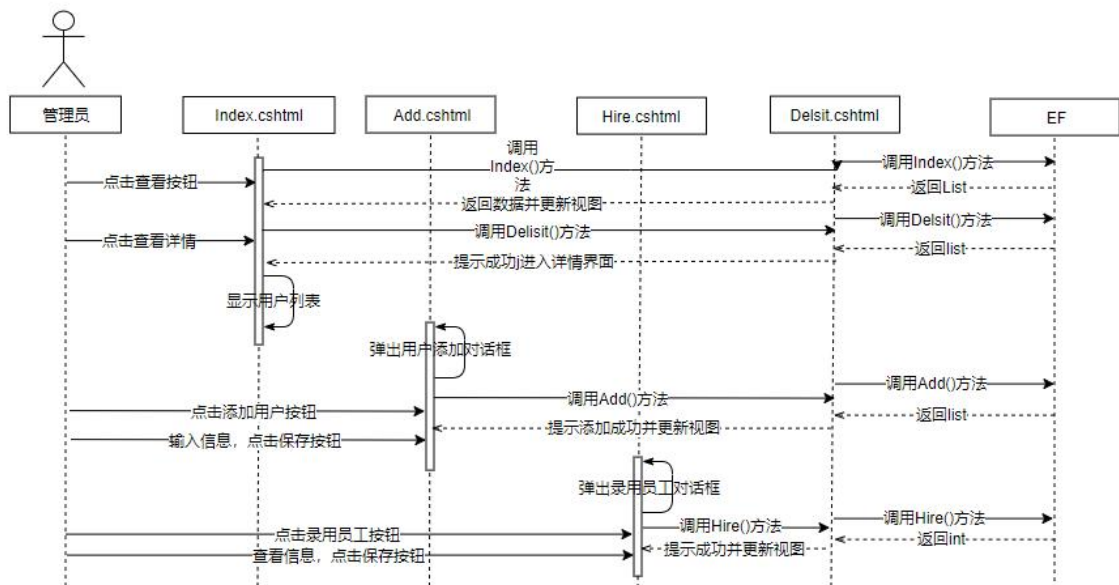 管理员
Index.cshtml
Add.cshtml
Hire.cshtml
Delsit.cshtml
EF
调用
Index()方
法
调用Index()方法
点击查看按钮
返回List
返回数据并更新视图
调用Delsit()方法
点击查看详情
调用Delisit()方法
返回list
提示成功j进入详情界面
显示用户列表
弹出用户添加对话框
调用Add()方法
调用Add()方法
点击添加用户按钮
返回list
提示添加成功并更新视图
输入信息，点击保存按钮
弹出录用员工对话框
调用Hire()方法
调用Hire()方法
点击录用员工按钮
返回int
提示成功并更新视图
查看信息，点击保存按钮